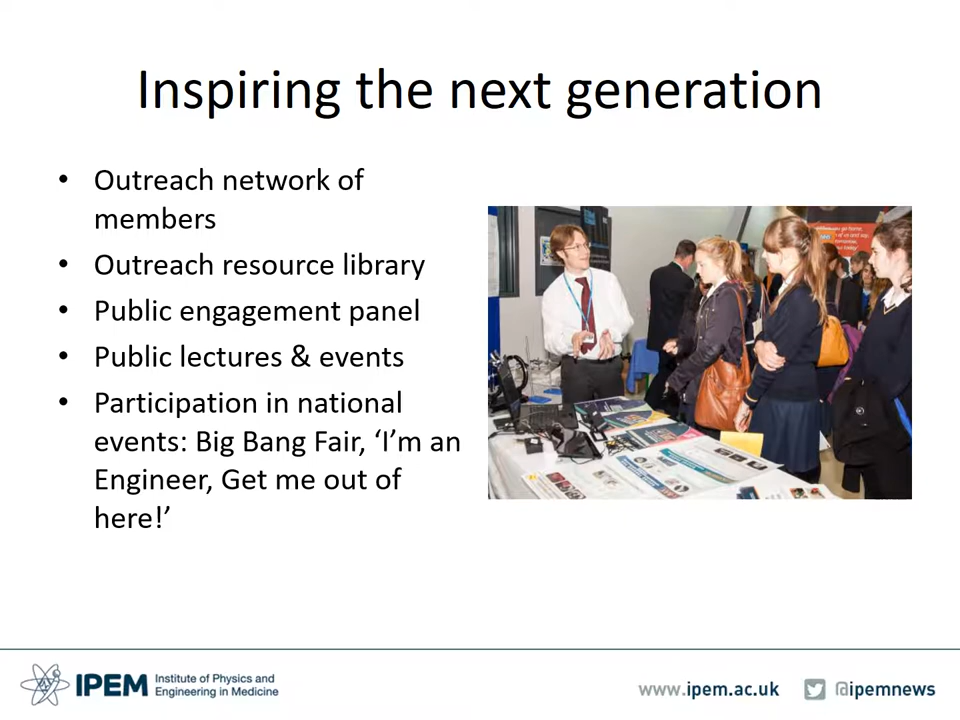 Inspiring the next generation
• Outreach network of
members
• Outreach resource library
• Public engagement panel
• Public lectures & events
• Participation in national
events: Big Bang Fair, ‘I’m an
Engineer, Get me out of
here!’
IPEM Institute of Physics and
Engineering in Medicine
www.ipem.ac.uk @ipemnews